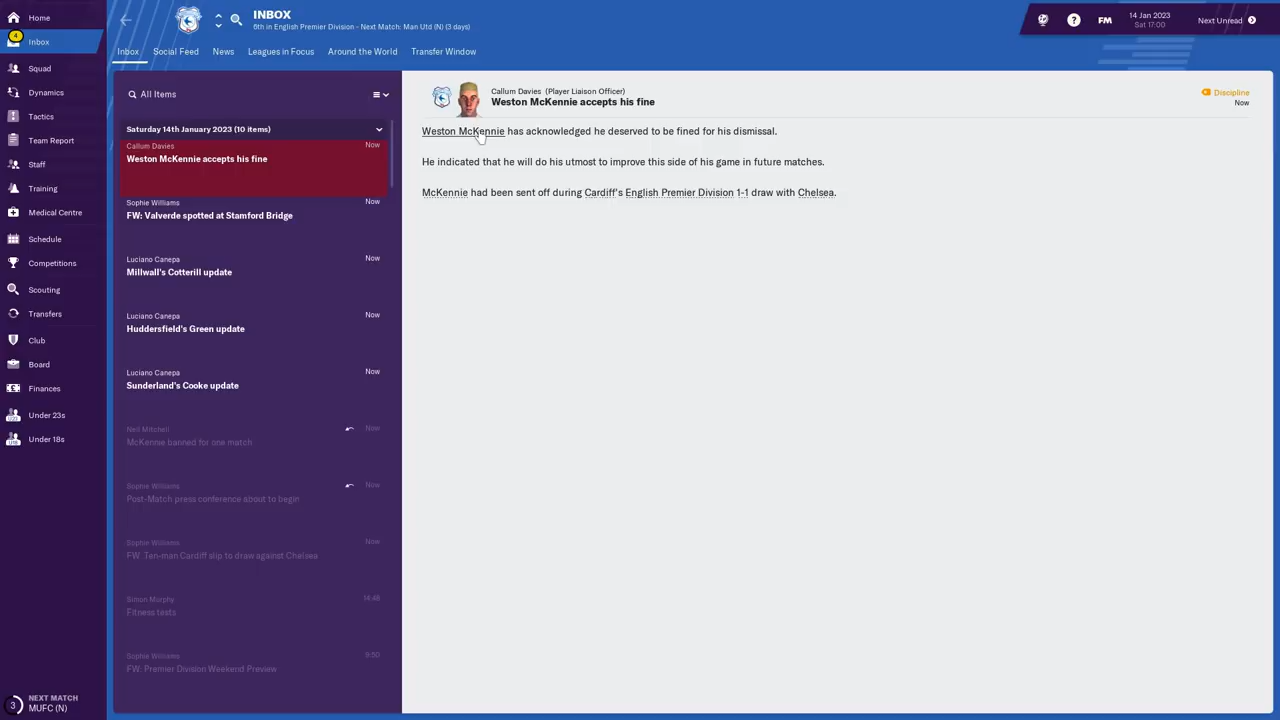 Home
4
Inbox
Squad
Dynamics
Tactics
Team Report
Staff
Training
Medical Centre
Schedule
Competitions
Scouting
Transfers
Club
Board
Finances
Under 23s
Under 18s
3
NEXT MATCH
MUFC (N)
INBOX
6th in English Premier Division - Next Match: Man Utd (N) (3 days)
? FM
14 Jan 2023
Sat 17:00
Next Unread
Inbox Social Feed News Leagues in Focus Around the World Transfer Window
All Items
Saturday 14th January 2023 (10 items)
Callum Davies Now
Weston McKennie accepts his fine
Sophie Williams Now
FW: Valverde spotted at Stamford Bridge
Luciano Canepa Now
Millwall's Cotterill update
Luciano Canepa Now
Huddersfield's Green update
Luciano Canepa Now
Sunderland's Cooke update
Neil Mitchell Now
McKennie banned for one match
Sophie Williams Now
Post-Match press conference about to begin
Sophie Williams Now
FW: Ten-man Cardiff slip to draw against Chelsea
Simon Murphy 14:46
Fitness tests
Sophie Williams 9:50
FW: Premier Division Weekend Preview
Callum Davies (Player Liaison Officer)
Weston McKennie accepts his fine
Discipline
Now
Weston McKennie has acknowledged he deserved to be fined for his dismissal.
He indicated that he will do his utmost to improve this side of his game in future matches.
McKennie had been sent off during Cardiff's English Premier Division 1-1 draw with Chelsea.